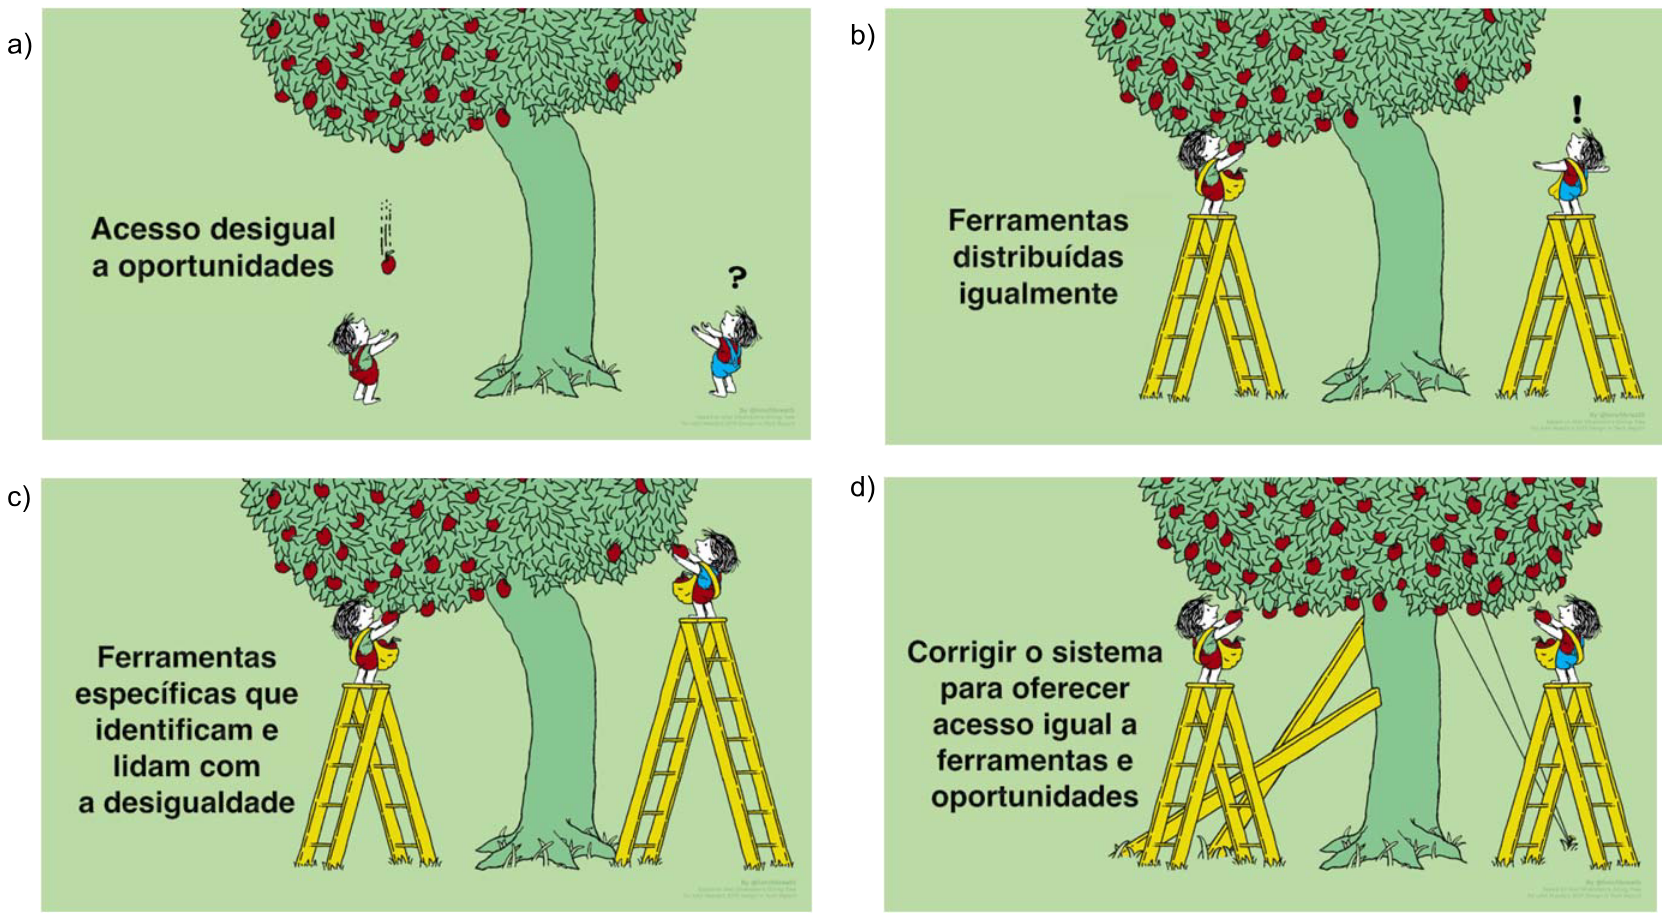 a)
Acesso desigual
a oportunidades
?
b)
Ferramentas
distribuídas
igualmente
!
c)
Ferramentas
específicas que
identificam e
lidam com
a desigualdade
d)
Corrigir o sistema
para oferecer
acesso igual a
ferramentas e
oportunidades